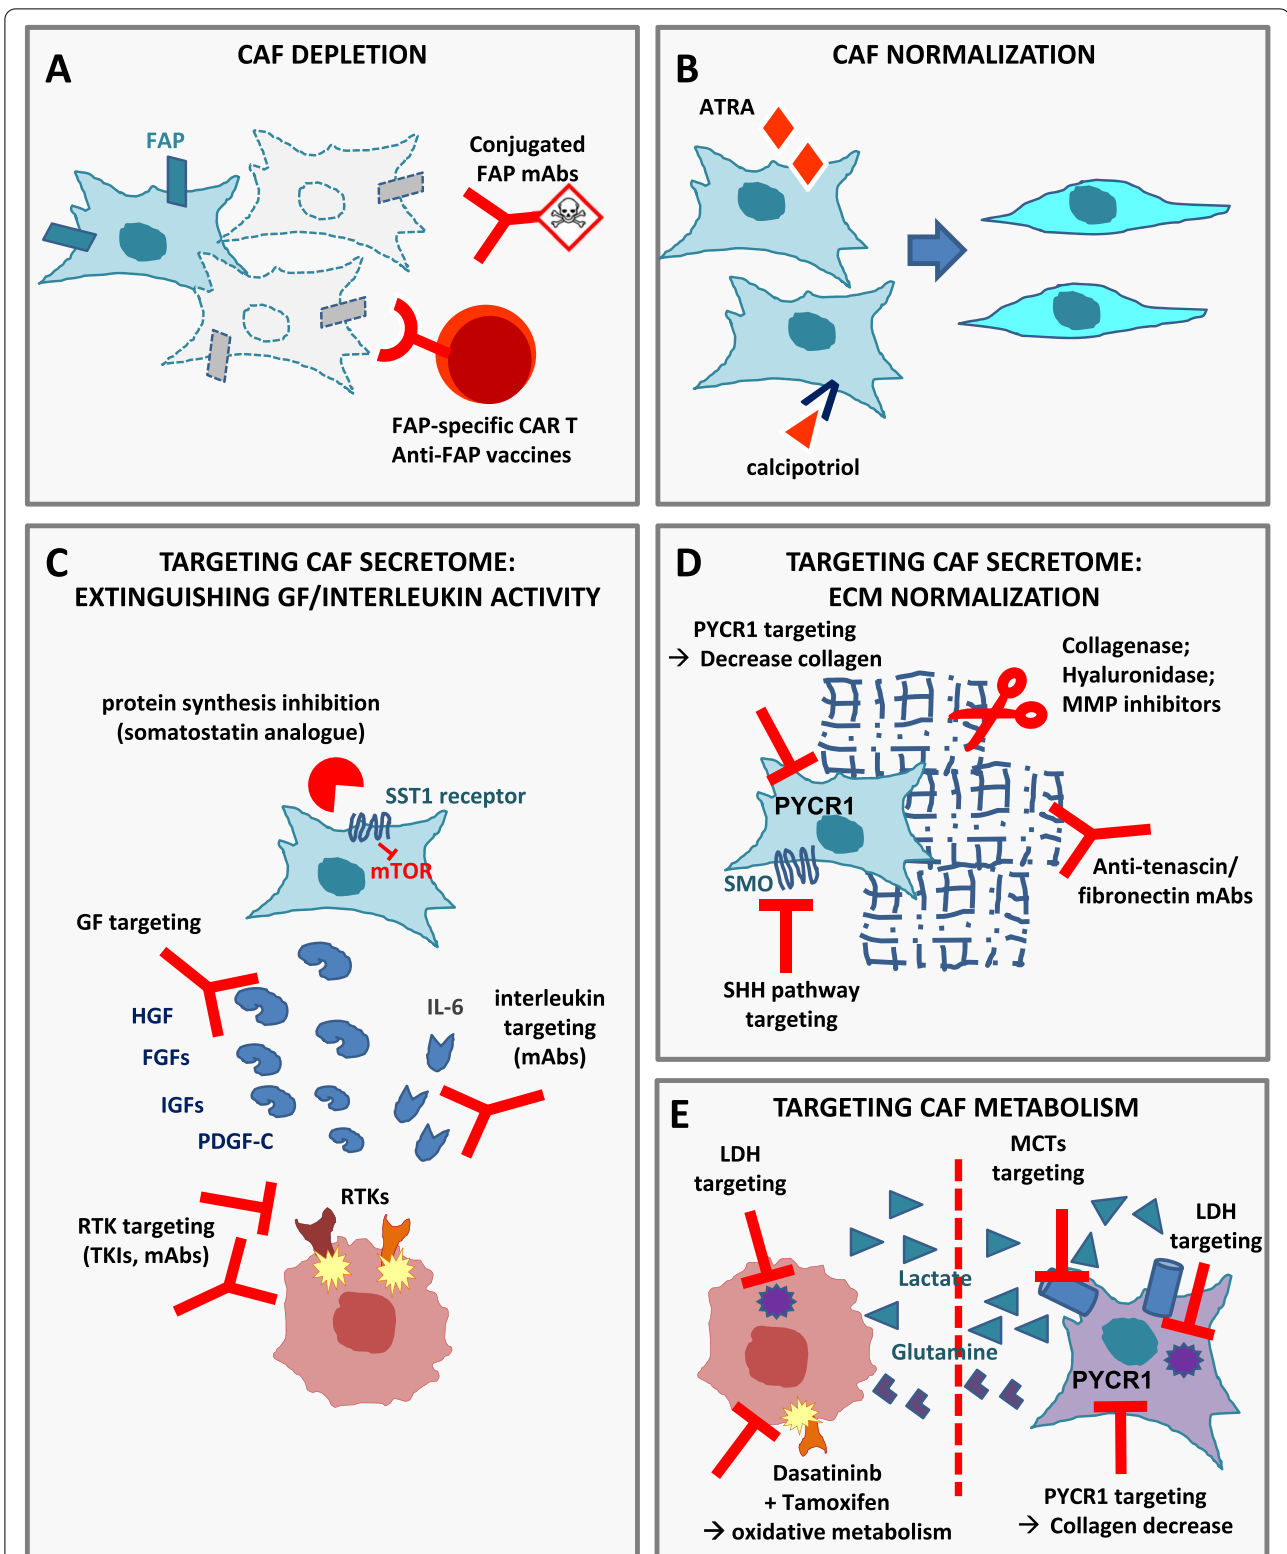 A
CAF DEPLETION
FAP
Conjugated
FAP mAbs
FAP-specific CAR T
Anti-FAP vaccines
B
CAF NORMALIZATION
ATRA
calcipotriol
C
TARGETING CAF SECRETOME:
EXTINGUISHING GF/INTERLEUKIN ACTIVITY
protein synthesis inhibition
(somatostatin analogue)
SST1 receptor
mTOR
GF targeting
HGF
FGFs
IGFs
PDGF-C
IL-6
interleukin
targeting
(mAbs)
RTKs
RTK targeting
(TKIs, mAbs)
D
TARGETING CAF SECRETOME:
ECM NORMALIZATION
PYCR1 targeting
→ Decrease collagen
Collagenase;
Hyaluronidase;
MMP inhibitors
PYCR1
SMO
Anti-tenascin/
fibronectin mAbs
SHH pathway
targeting
E
TARGETING CAF METABOLISM
LDH
targeting
MCTs
targeting
LDH
targeting
Lactate
Glutamine
PYCR1
Dasatininb
+ Tamoxifen
→ oxidative metabolism
PYCR1 targeting
→ Collagen decrease